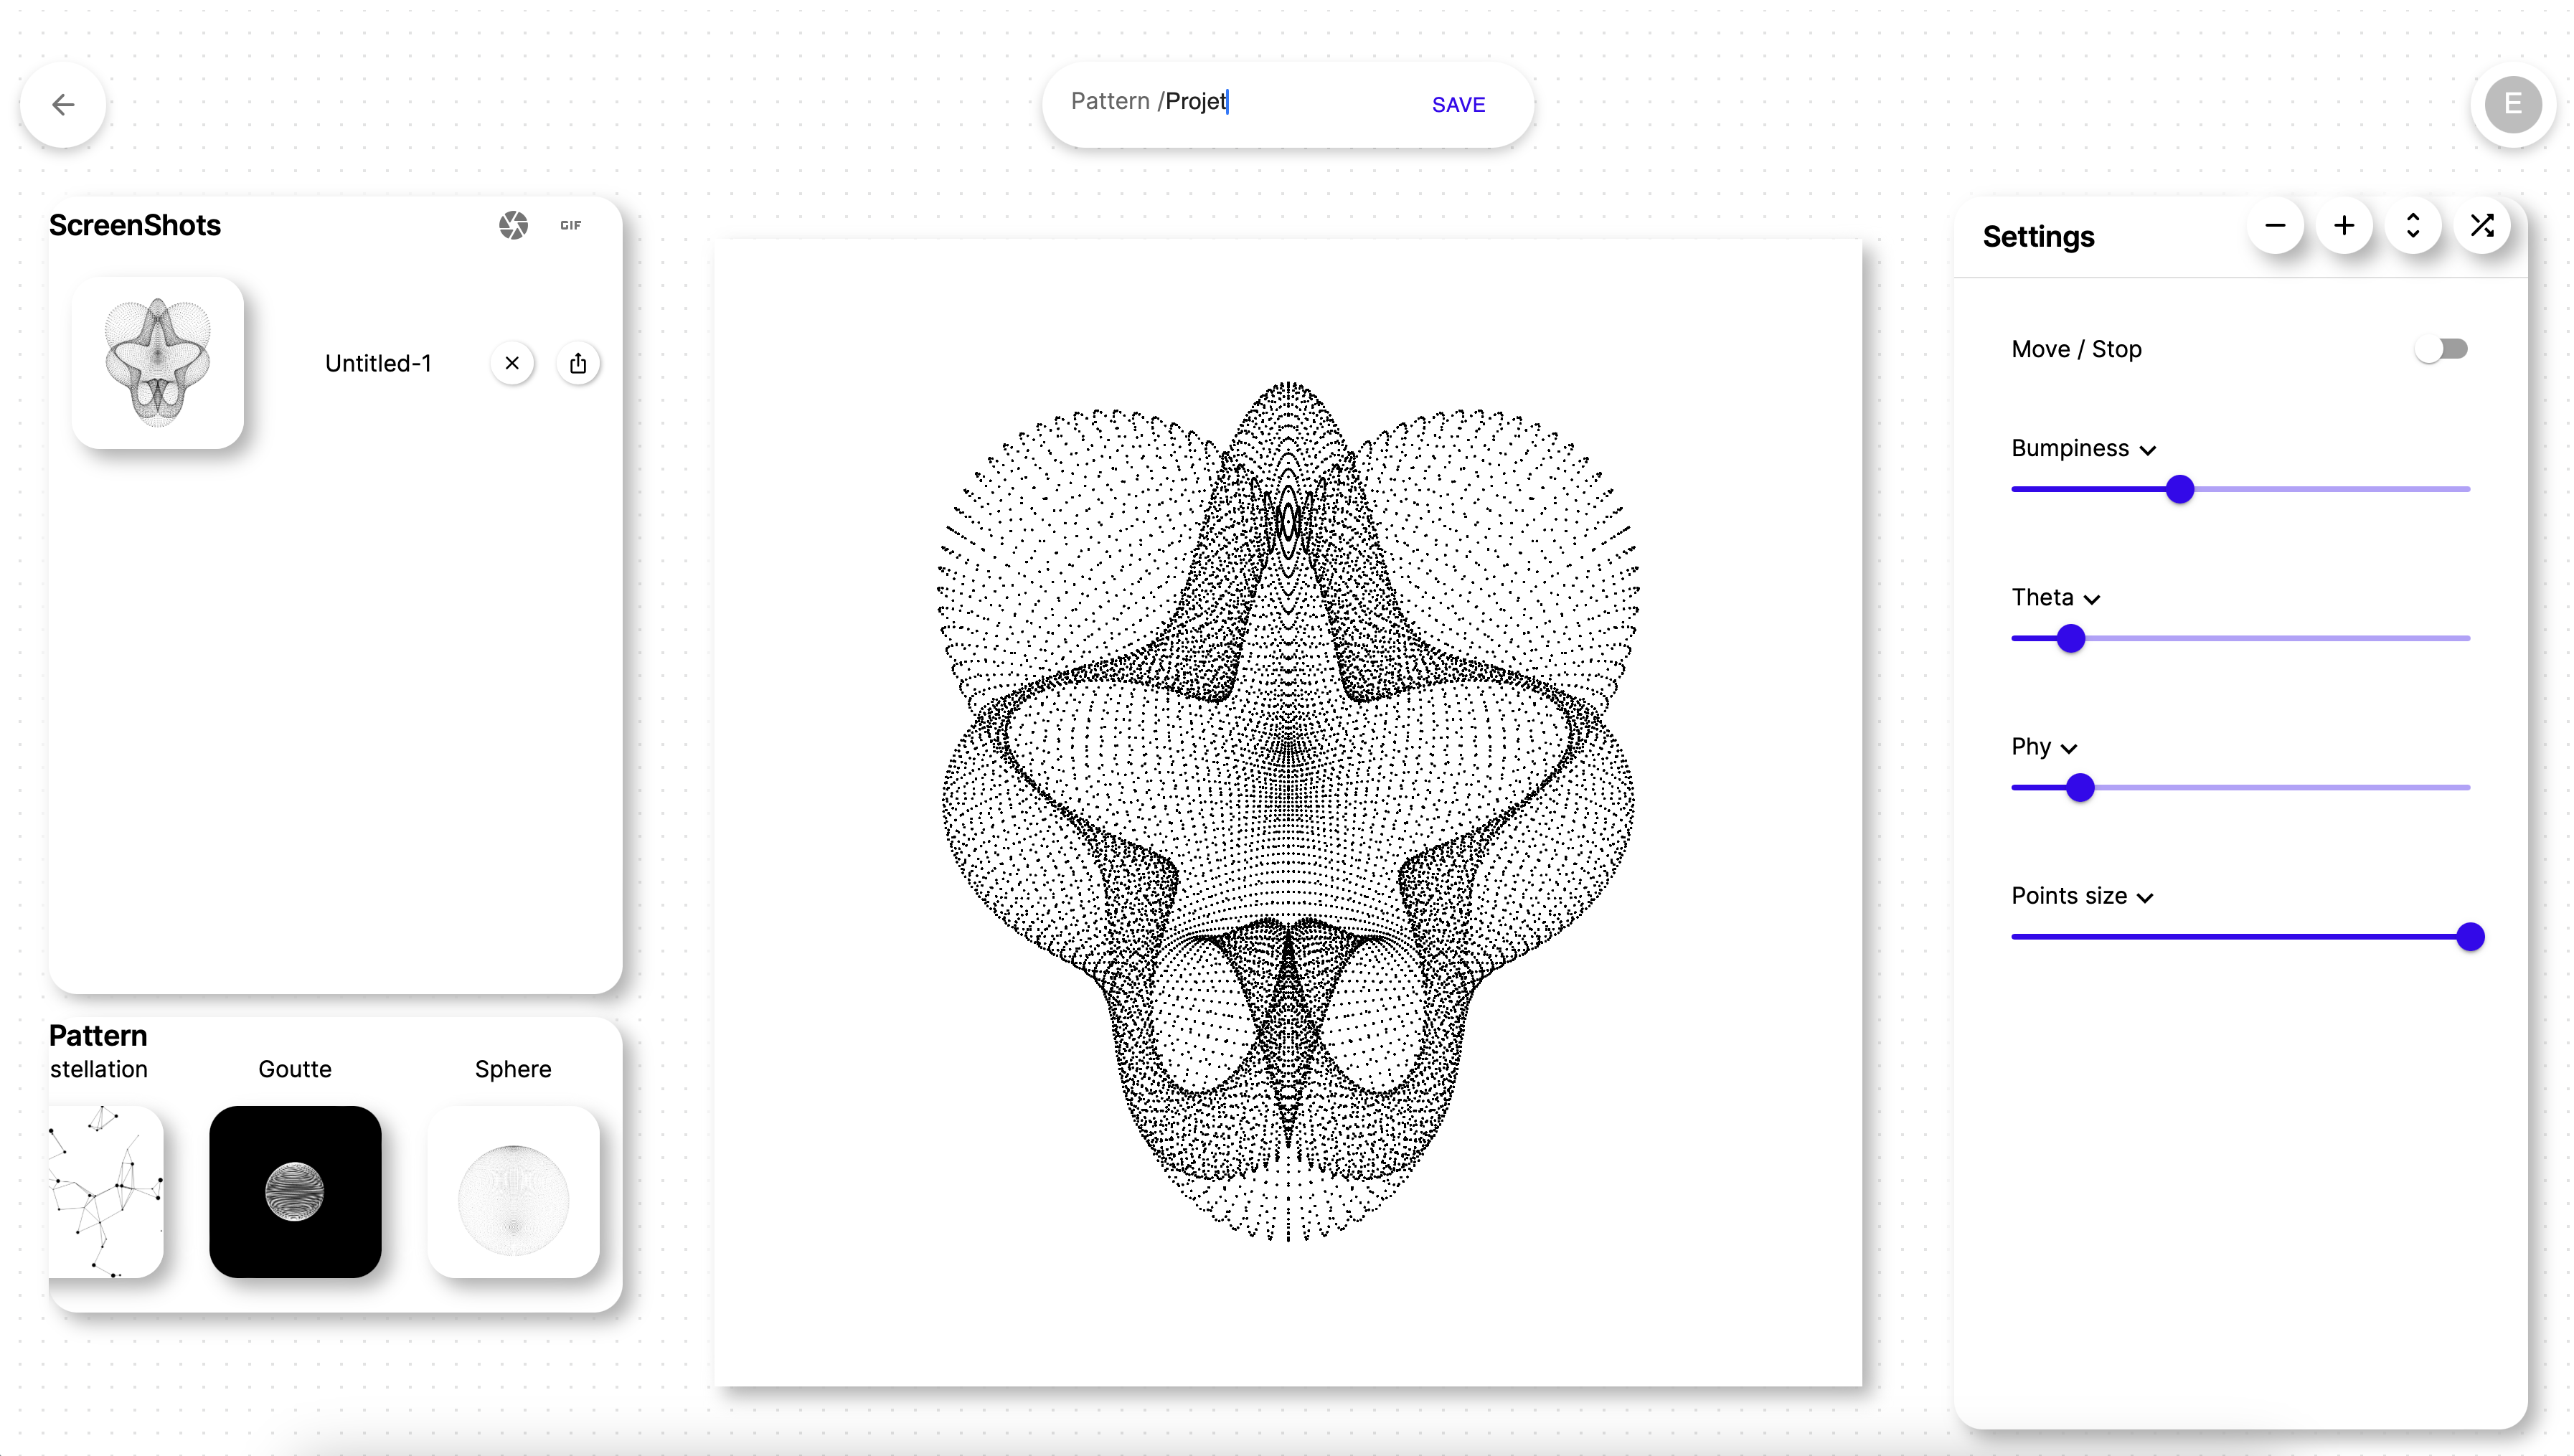 Pattern /Projet
SAVE
E
ScreenShots
GIF
Untitled-1
Pattern
stellation
Goutte
Sphere
Settings
Move / Stop
Bumpiness
Theta
Phy
Points size